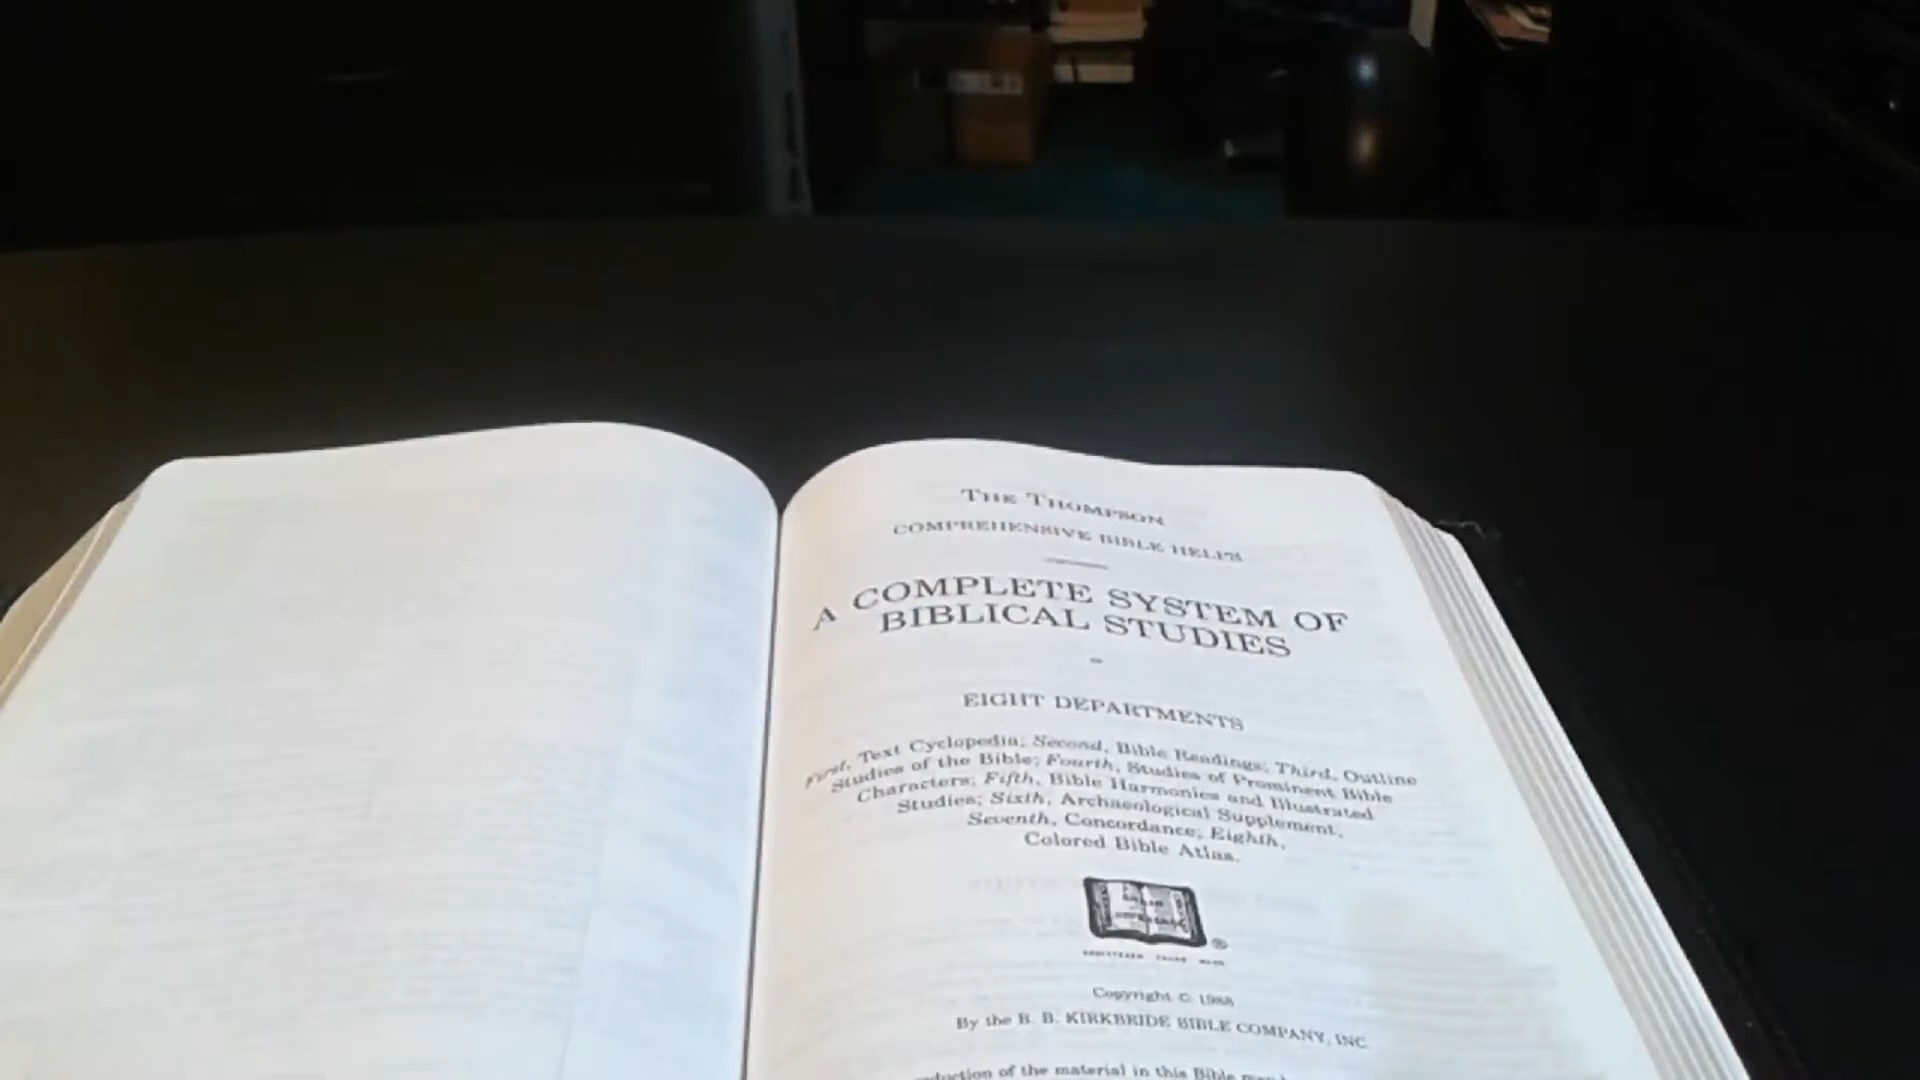 THE THOMPSON
COMPREHENSIVE BIBLE HELPS
A COMPLETE SYSTEM OF
BIBLICAL STUDIES
EIGHT DEPARTMENTS
First, Text Cyclopedia; Second, Bible Readings; Third, Outline
Studies of the Bible; Fourth, Studies of Prominent Bible
Characters; Fifth, Bible Harmonies and Illustrated
Studies; Sixth, Archaeological Supplement,
Seventh, Concordance; Eighth,
Colored Bible Atlas.
Copyright © 1988
By the B. B. KIRKBRIDE BIBLE COMPANY, INC
of the material in this Bible